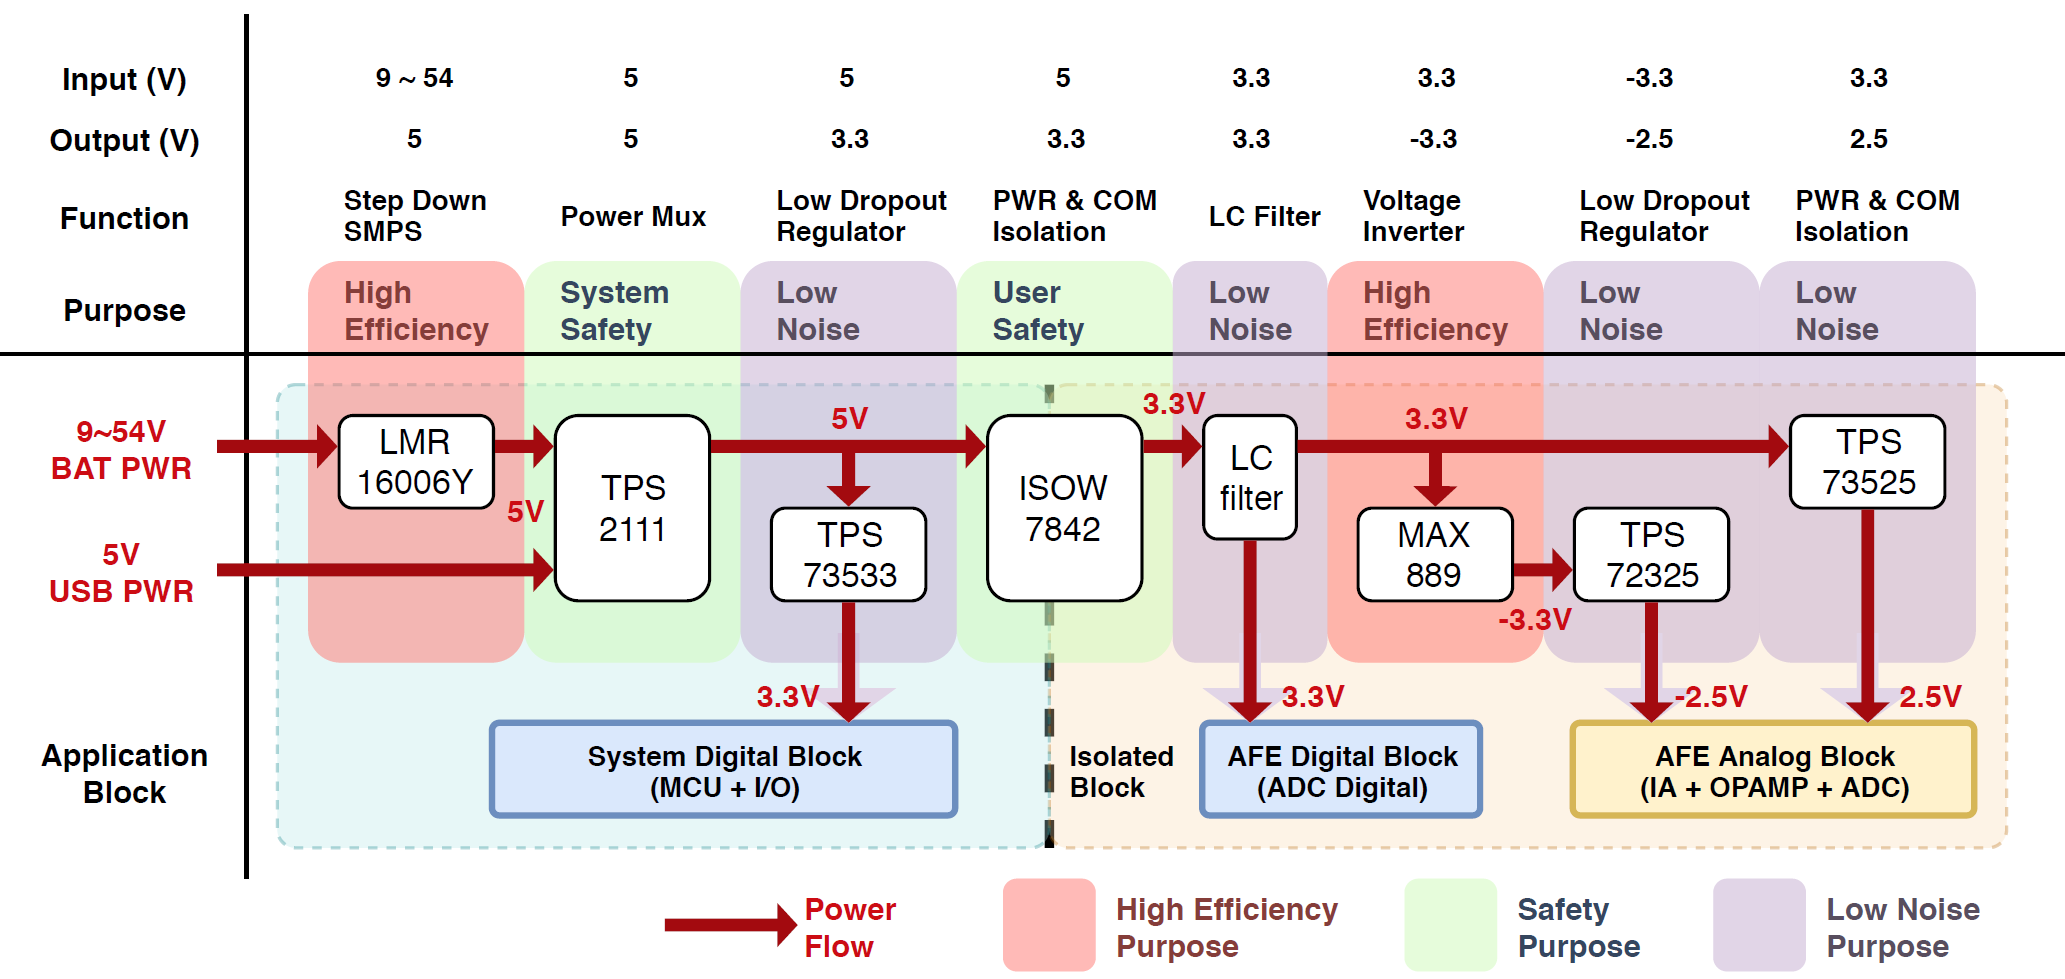 Input (V)
9 ~ 54
5
5
5
3.3
3.3
-3.3
3.3
Output (V)
5
5
3.3
3.3
3.3
-3.3
-2.5
2.5
Function
Step Down
SMPS
Power Mux
Low Dropout
Regulator
PWR & COM
Isolation
LC Filter
Voltage
Inverter
Low Dropout
Regulator
PWR & COM
Isolation
Purpose
High
Efficiency
System
Safety
Low
Noise
User
Safety
Low
Noise
High
Efficiency
Low
Noise
Low
Noise
9~54V
BAT PWR
5V
USB PWR
LMR
16006Y
5V
TPS
2111
5V
TPS
73533
3.3V
ISOW
7842
3.3V
LC
filter
3.3V
3.3V
MAX
889
-3.3V
TPS
72325
-2.5V
TPS
73525
2.5V
Application
Block
System Digital Block
(MCU + I/O)
Isolated
Block
AFE Digital Block
(ADC Digital)
AFE Analog Block
(IA + OPAMP + ADC)
Power
Flow
High Efficiency
Purpose
Safety
Purpose
Low Noise
Purpose